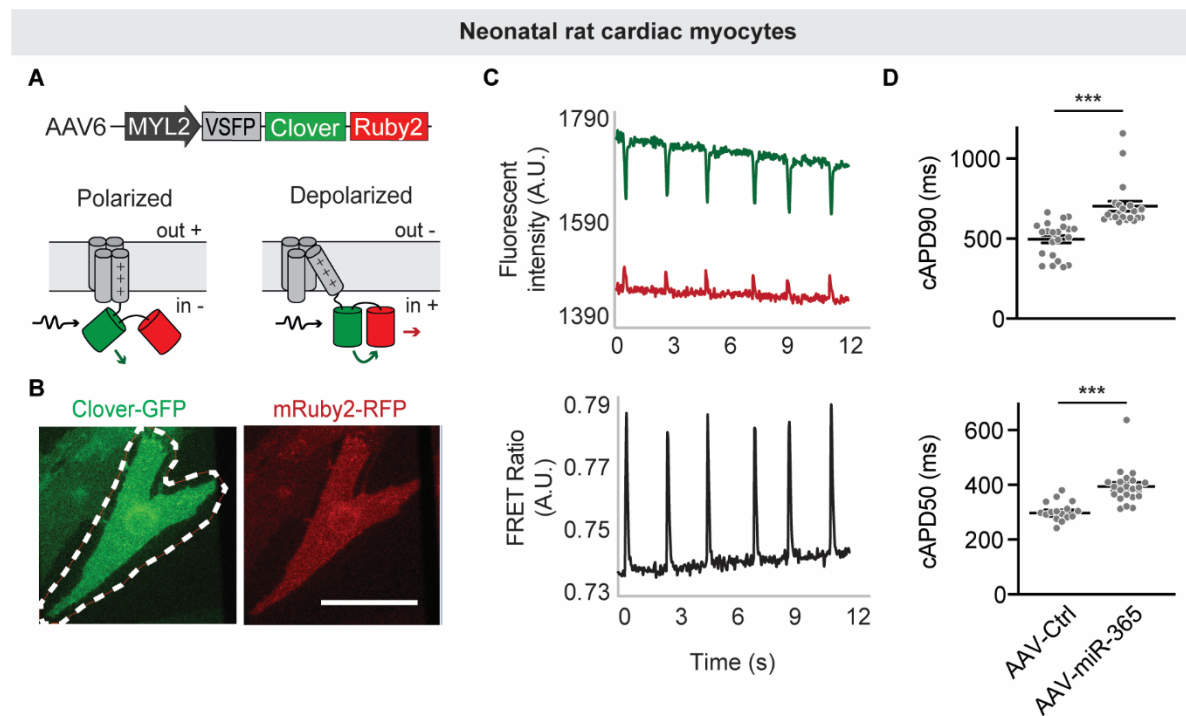 Neonatal rat cardiac myocytes
A
AAV6 MYL2 VSFP Clover Ruby2
Polarized
out +
in -
+
+
+
Depolarized
out -
in +
+
+
+
B
Clover-GFP
mRuby2-RFP
C
Fluorescent
intensity (A.U.)
1790
1590
1390
0 3 6 9 12
FRET Ratio
(A.U.)
0.79
0.77
0.75
0.73
0 3 6 9 12
Time (s)
D
***
cAPD90 (ms)
1000
500
0
***
cAPD50 (ms)
600
400
200
0
AAV-Ctrl
AAV-miR-365